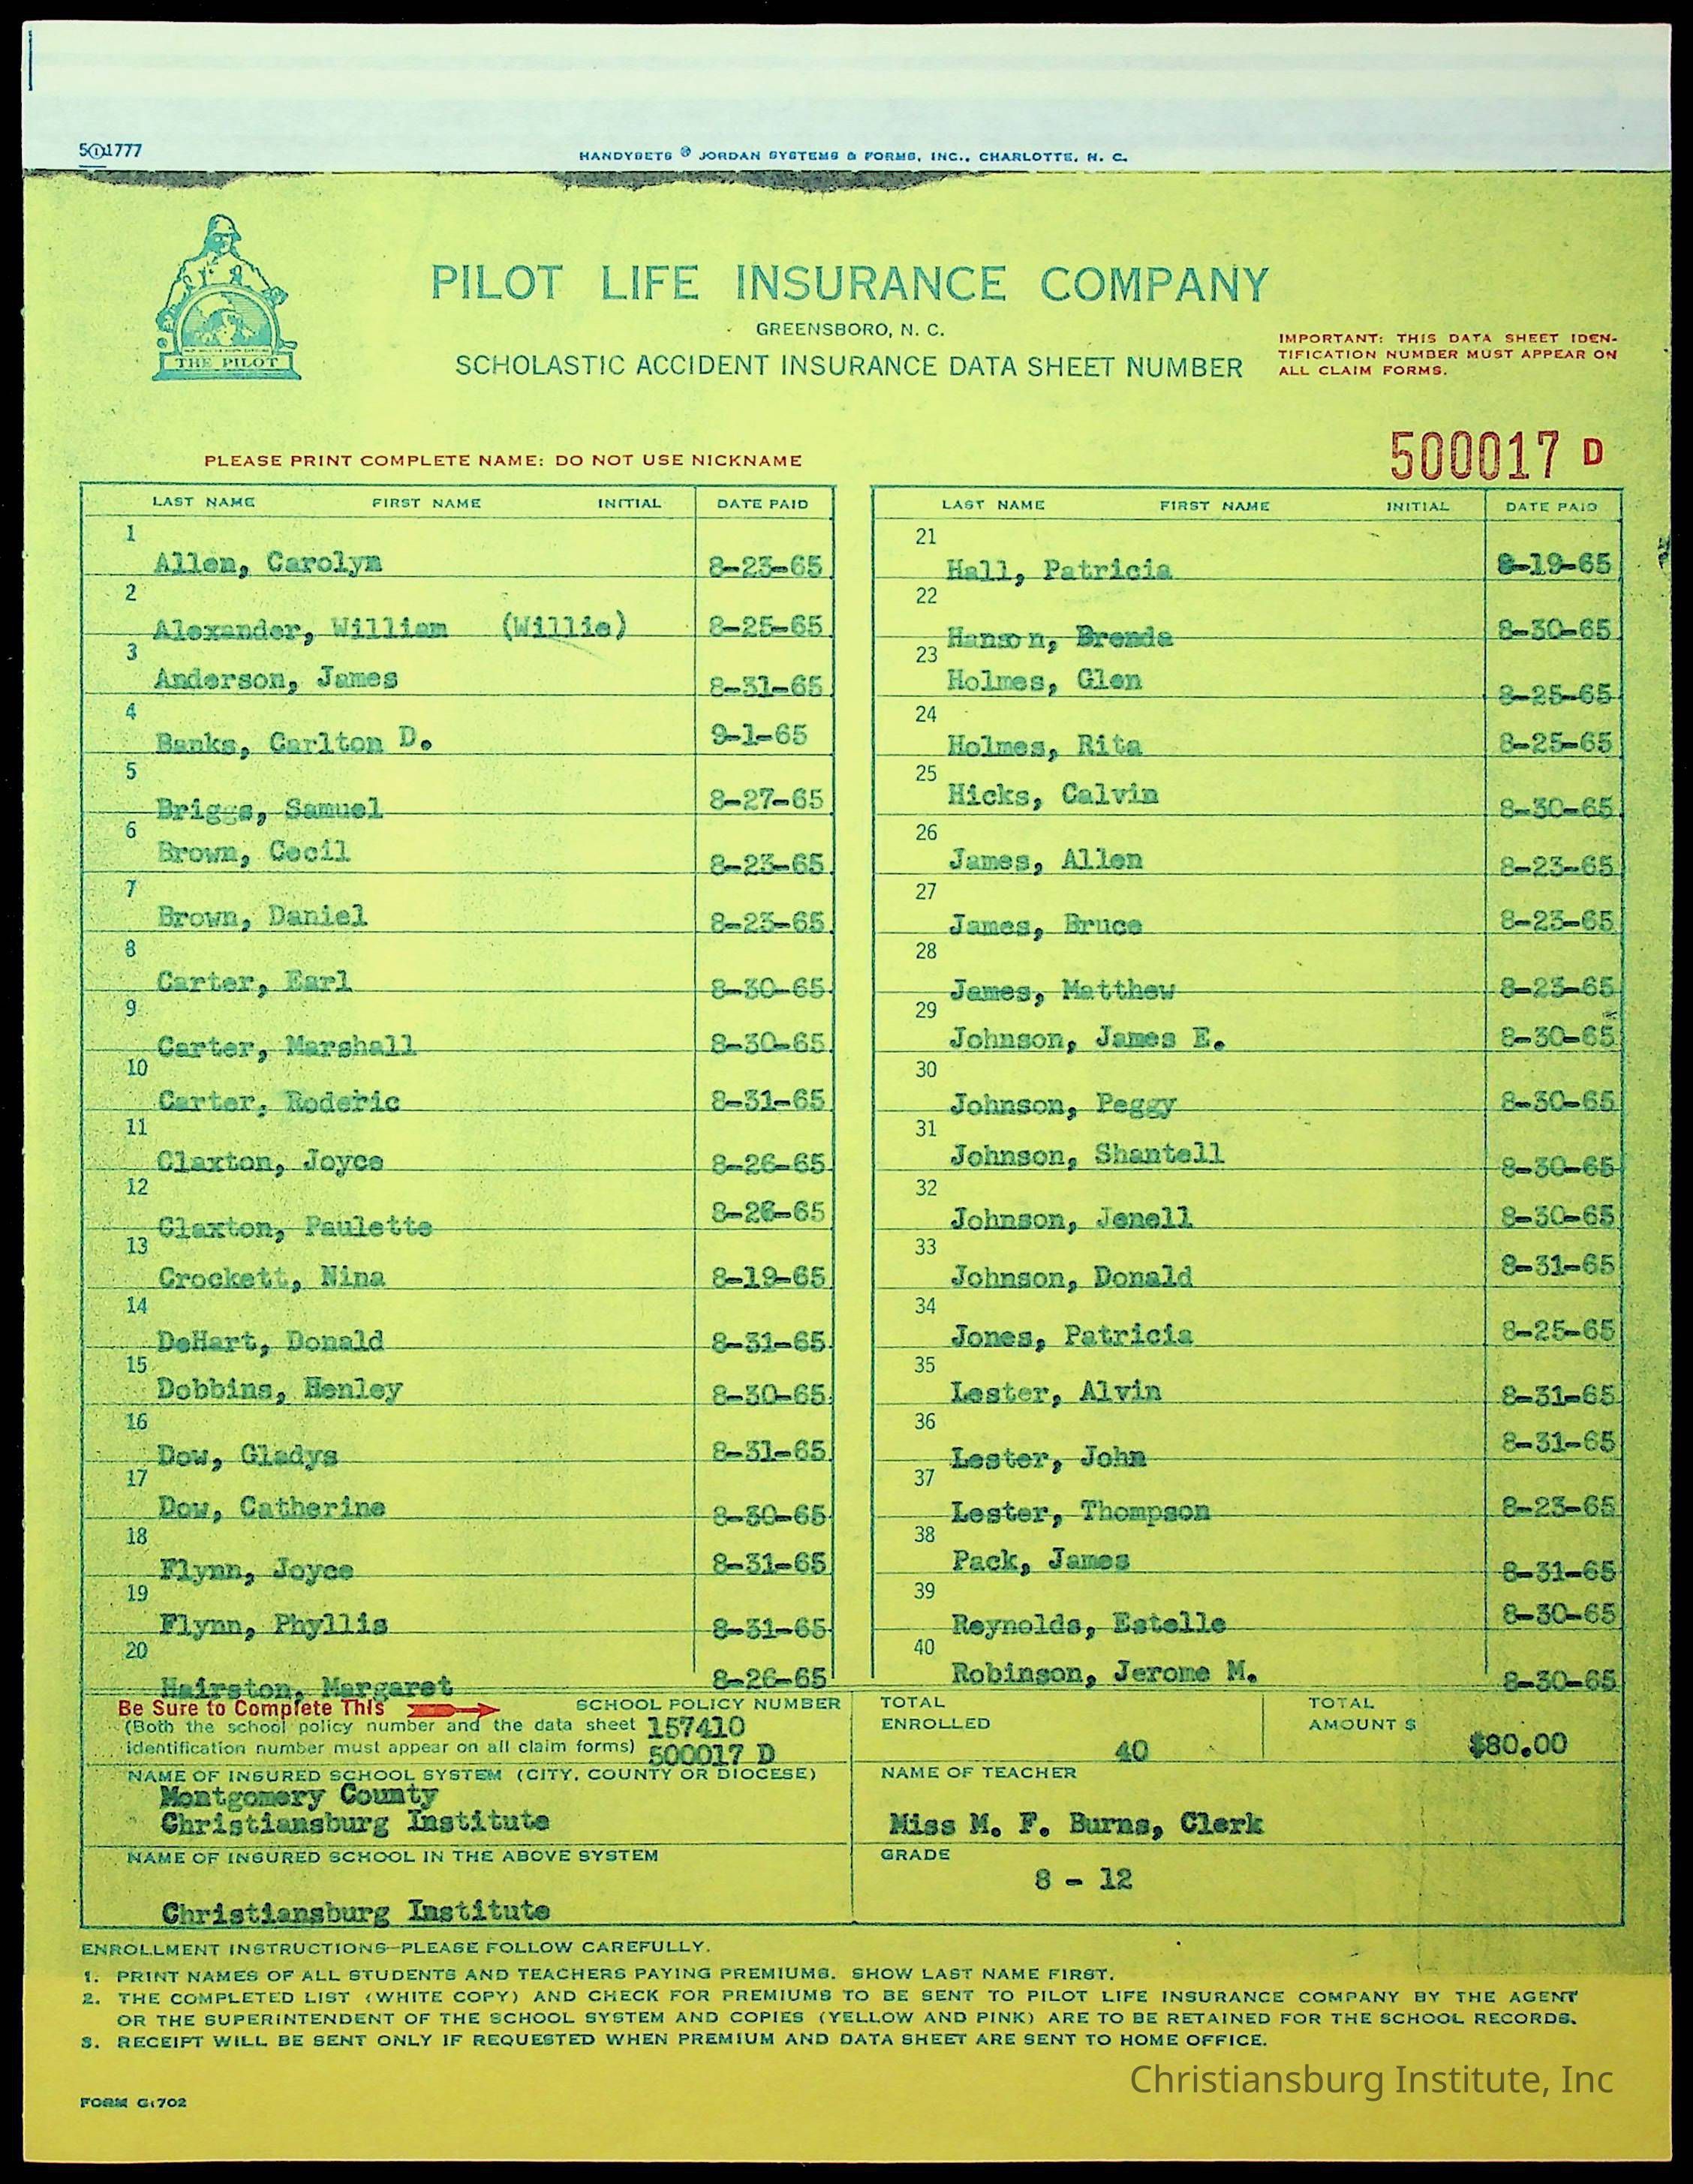 5011777
HANDYSETS ® JORDAN SYSTEMS & FORMS, INC., CHARLOTTE, N. C.
THE PILOT
PILOT LIFE INSURANCE COMPANY
GREENSBORO, N. C.
SCHOLASTIC ACCIDENT INSURANCE DATA SHEET NUMBER
IMPORTANT: THIS DATA SHEET IDEN-
TIFICATION NUMBER MUST APPEAR ON
ALL CLAIM FORMS.
500017 D
PLEASE PRINT COMPLETE NAME: DO NOT USE NICKNAME
LAST NAME FIRST NAME INITIAL DATE PAID
1 Allen, Carolyn 8-23-65
2 Alexander, William (Willie) 8-25-65
3 Anderson, James 8-31-65
4 Banks, Carlton D. 9-1-65
5 Briggs, Samuel 8-27-65
6 Brown, Cecil 8-23-65
7 Brown, Daniel 8-23-65
8 Carter, Earl 8-30-65
9 Carter, Marshall 8-30-65
10 Carter, Roderic 8-31-65
11 Claxton, Joyce 8-26-65
12 Claxton, Paulette 8-26-65
13 Crockett, Nina 8-19-65
14 DeHart, Donald 8-31-65
15 Dobbins, Henley 8-30-65
16 Dow, Gladys 8-31-65
17 Dow, Catherine 8-30-65
18 Flynn, Joyce 8-31-65
19 Flynn, Phyllis 8-31-65
20 Hairston, Margaret 8-26-65
LAST NAME FIRST NAME INITIAL DATE PAID
21 Hall, Patricia 8-19-65
22 Hanson, Brenda 8-30-65
23 Holmes, Glen 8-25-65
24 Holmes, Rita 8-25-65
25 Hicks, Calvin 8-30-65
26 James, Allen 8-23-65
27 James, Bruce 8-23-65
28 James, Matthew 8-23-65
29 Johnson, James E. 8-30-65
30 Johnson, Peggy 8-30-65
31 Johnson, Shantell 8-30-65
32 Johnson, Jenell 8-30-65
33 Johnson, Donald 8-31-65
34 Jones, Patricia 8-25-65
35 Lester, Alvin 8-31-65
36 Lester, John 8-31-65
37 Lester, Thompson 8-23-65
38 Pack, James 8-31-65
39 Reynolds, Estelle 8-30-65
40 Robinson, Jerome M. 8-30-65
Be Sure to Complete This SCHOOL POLICY NUMBER
(Both the school policy number and the data sheet 157410
identification number must appear on all claim forms) 500017 D
TOTAL
ENROLLED 40
TOTAL
AMOUNT $ $80.00
NAME OF INSURED SCHOOL SYSTEM (CITY, COUNTY OR DIOCESE)
Montgomery County
Christiansburg Institute
NAME OF TEACHER
Miss M. F. Burns, Clerk
NAME OF INSURED SCHOOL IN THE ABOVE SYSTEM
Christiansburg Institute
GRADE
8 - 12
ENROLLMENT INSTRUCTIONS—PLEASE FOLLOW CAREFULLY.
1. PRINT NAMES OF ALL STUDENTS AND TEACHERS PAYING PREMIUMS. SHOW LAST NAME FIRST.
2. THE COMPLETED LIST (WHITE COPY) AND CHECK FOR PREMIUMS TO BE SENT TO PILOT LIFE INSURANCE COMPANY BY THE AGENT
OR THE SUPERINTENDENT OF THE SCHOOL SYSTEM AND COPIES (YELLOW AND PINK) ARE TO BE RETAINED FOR THE SCHOOL RECORDS.
3. RECEIPT WILL BE SENT ONLY IF REQUESTED WHEN PREMIUM AND DATA SHEET ARE SENT TO HOME OFFICE.
Christiansburg Institute, Inc
FORM G-702